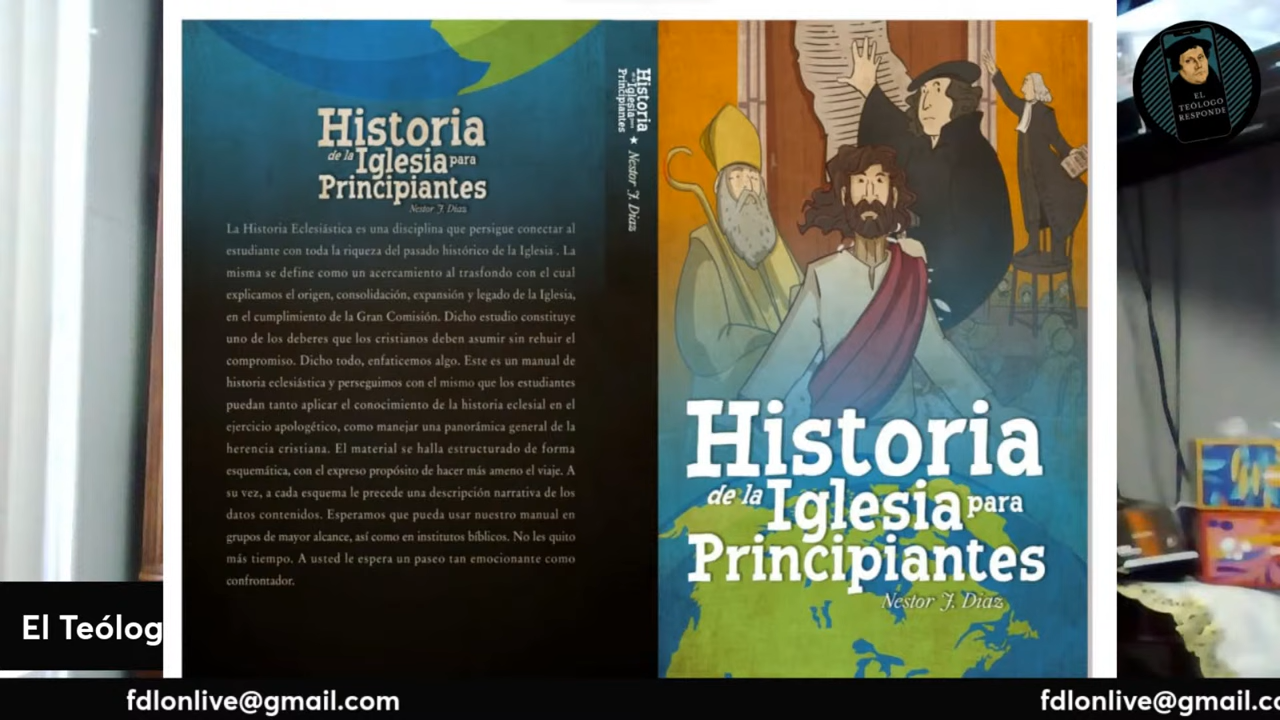 Historia
de la Iglesia para
Principiantes
Nestor J. Diaz
La Historia Eclesiástica es una disciplina que persigue conectar al
estudiante con toda la riqueza del pasado histórico de la Iglesia . La
misma se define como un acercamiento al trasfondo con el cual
explicamos el origen, consolidación, expansión y legado de la Iglesia,
en el cumplimiento de la Gran Comisión. Dicho estudio constituye
uno de los deberes que los cristianos deben asumir sin rehuir el
compromiso. Dicho todo, enfaticemos algo. Este es un manual de
historia eclesiástica y perseguimos con el mismo que los estudiantes
puedan tanto aplicar el conocimiento de la historia eclesial en el
ejercicio apologético, como manejar una panorámica general de la
herencia cristiana. El material se halla estructurado de forma
esquemática, con el expreso propósito de hacer más ameno el viaje. A
su vez, a cada esquema le precede una descripción narrativa de los
datos contenidos. Esperamos que pueda usar nuestro manual en
grupos de mayor alcance, así como en institutos bíblicos. No les quito
más tiempo. A usted le espera un paseo tan emocionante como
confrontador.
Historia
de la Iglesia para
Principiantes
★ Nestor J. Diaz
Historia
de la Iglesia para
Principiantes
Nestor J. Diaz
EL
TEÓLOGO
RESPONDE
El Teólog
fdlonlive@gmail.com
fdlonlive@gmail.co